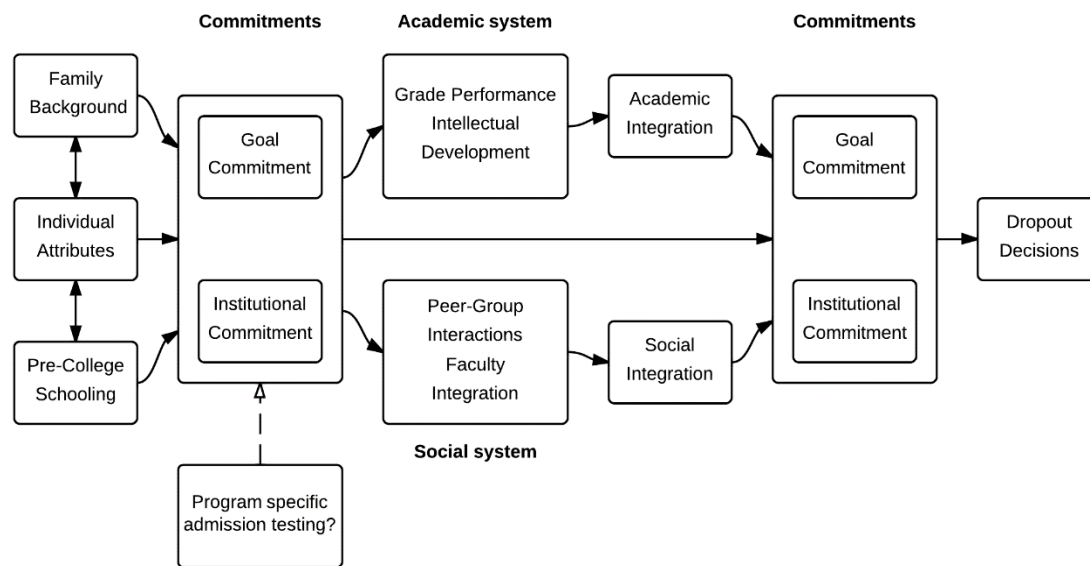 Commitments
Academic system
Commitments
Family
Background
Individual
Attributes
Pre-College
Schooling
Goal
Commitment
Institutional
Commitment
Program specific
admission testing?
Grade Performance
Intellectual
Development
Peer-Group
Interactions
Faculty
Integration
Social system
Academic
Integration
Social
Integration
Goal
Commitment
Institutional
Commitment
Dropout
Decisions